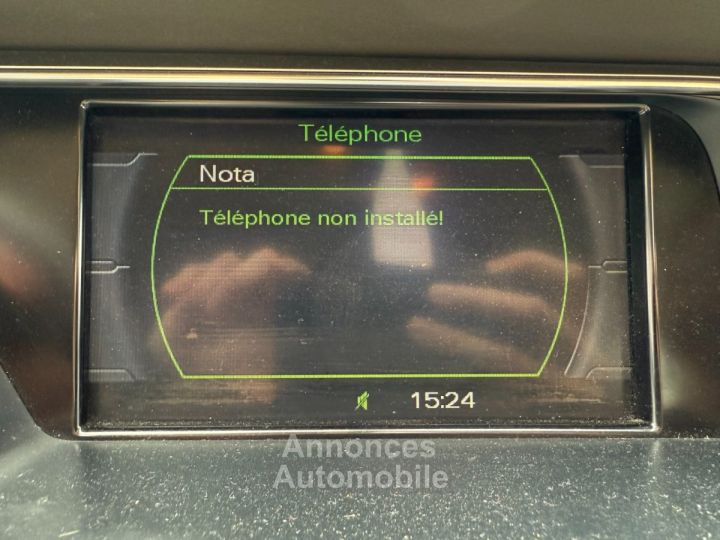 Téléphone
Nota
Téléphone non installé!
15:24
Annonces
Automobile